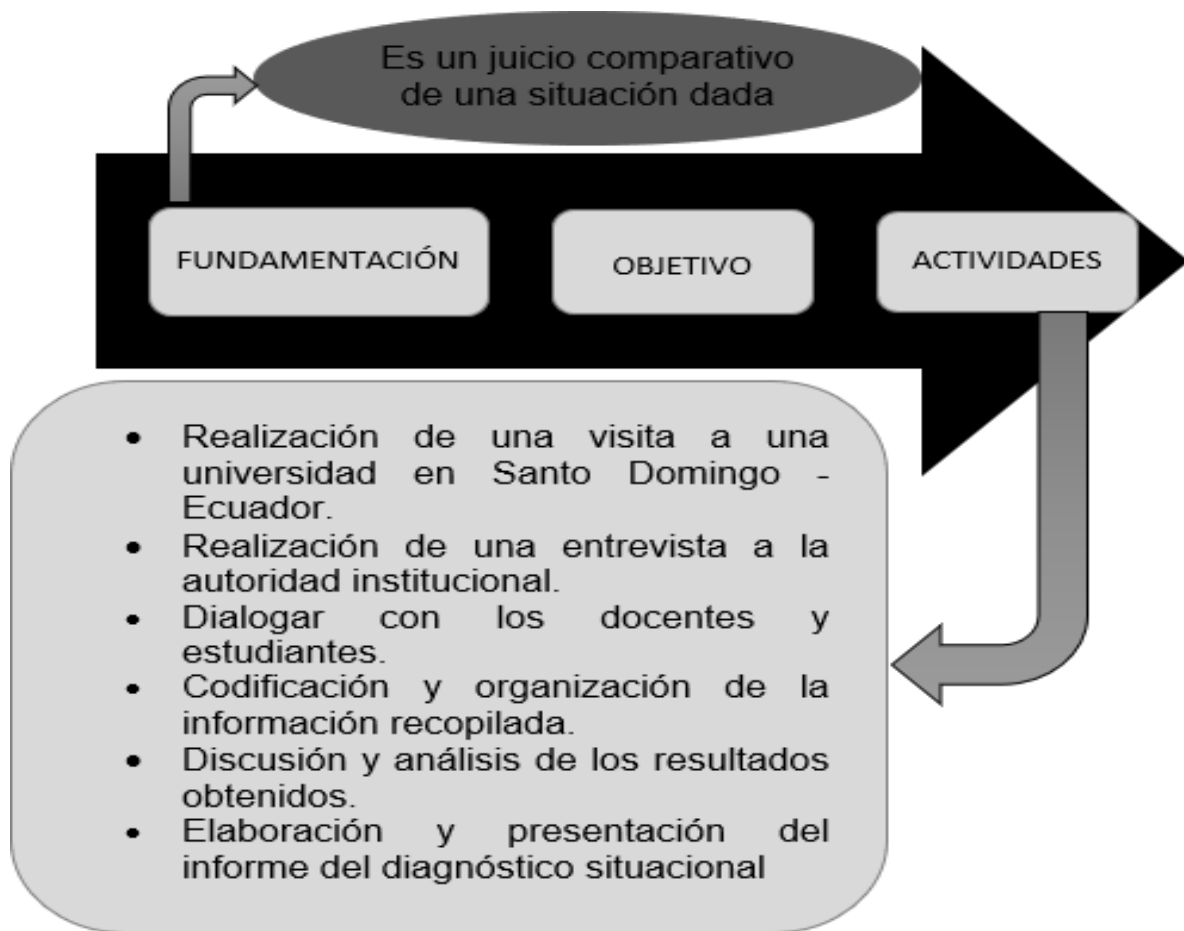 Es un juicio comparativo
de una situación dada
FUNDAMENTACIÓN
OBJETIVO
ACTIVIDADES
• Realización de una visita a una
universidad en Santo Domingo -
Ecuador.
• Realización de una entrevista a la
autoridad institucional.
• Dialogar con los docentes y
estudiantes.
• Codificación y organización de la
información recopilada.
• Discusión y análisis de los resultados
obtenidos.
• Elaboración y presentación del
informe del diagnóstico situacional